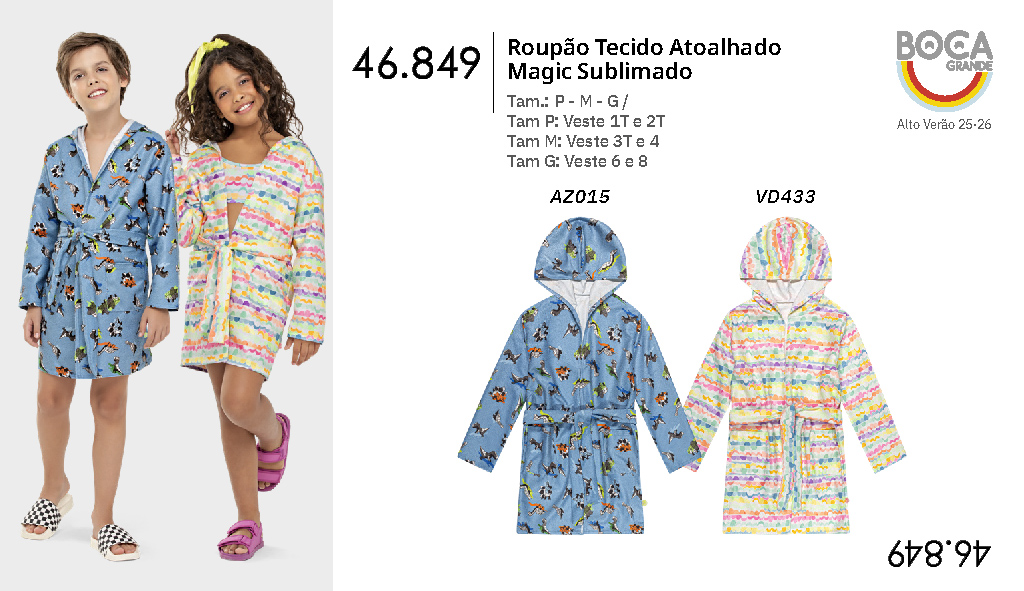 46.849
Roupão Tecido Atoalhado
Magic Sublimado
Tam.: P - M - G /
Tam P: Veste 1T e 2T
Tam M: Veste 3T e 4
Tam G: Veste 6 e 8
BOCA
GRANDE
Alto Verão 25-26
AZ015
VD433
46.849